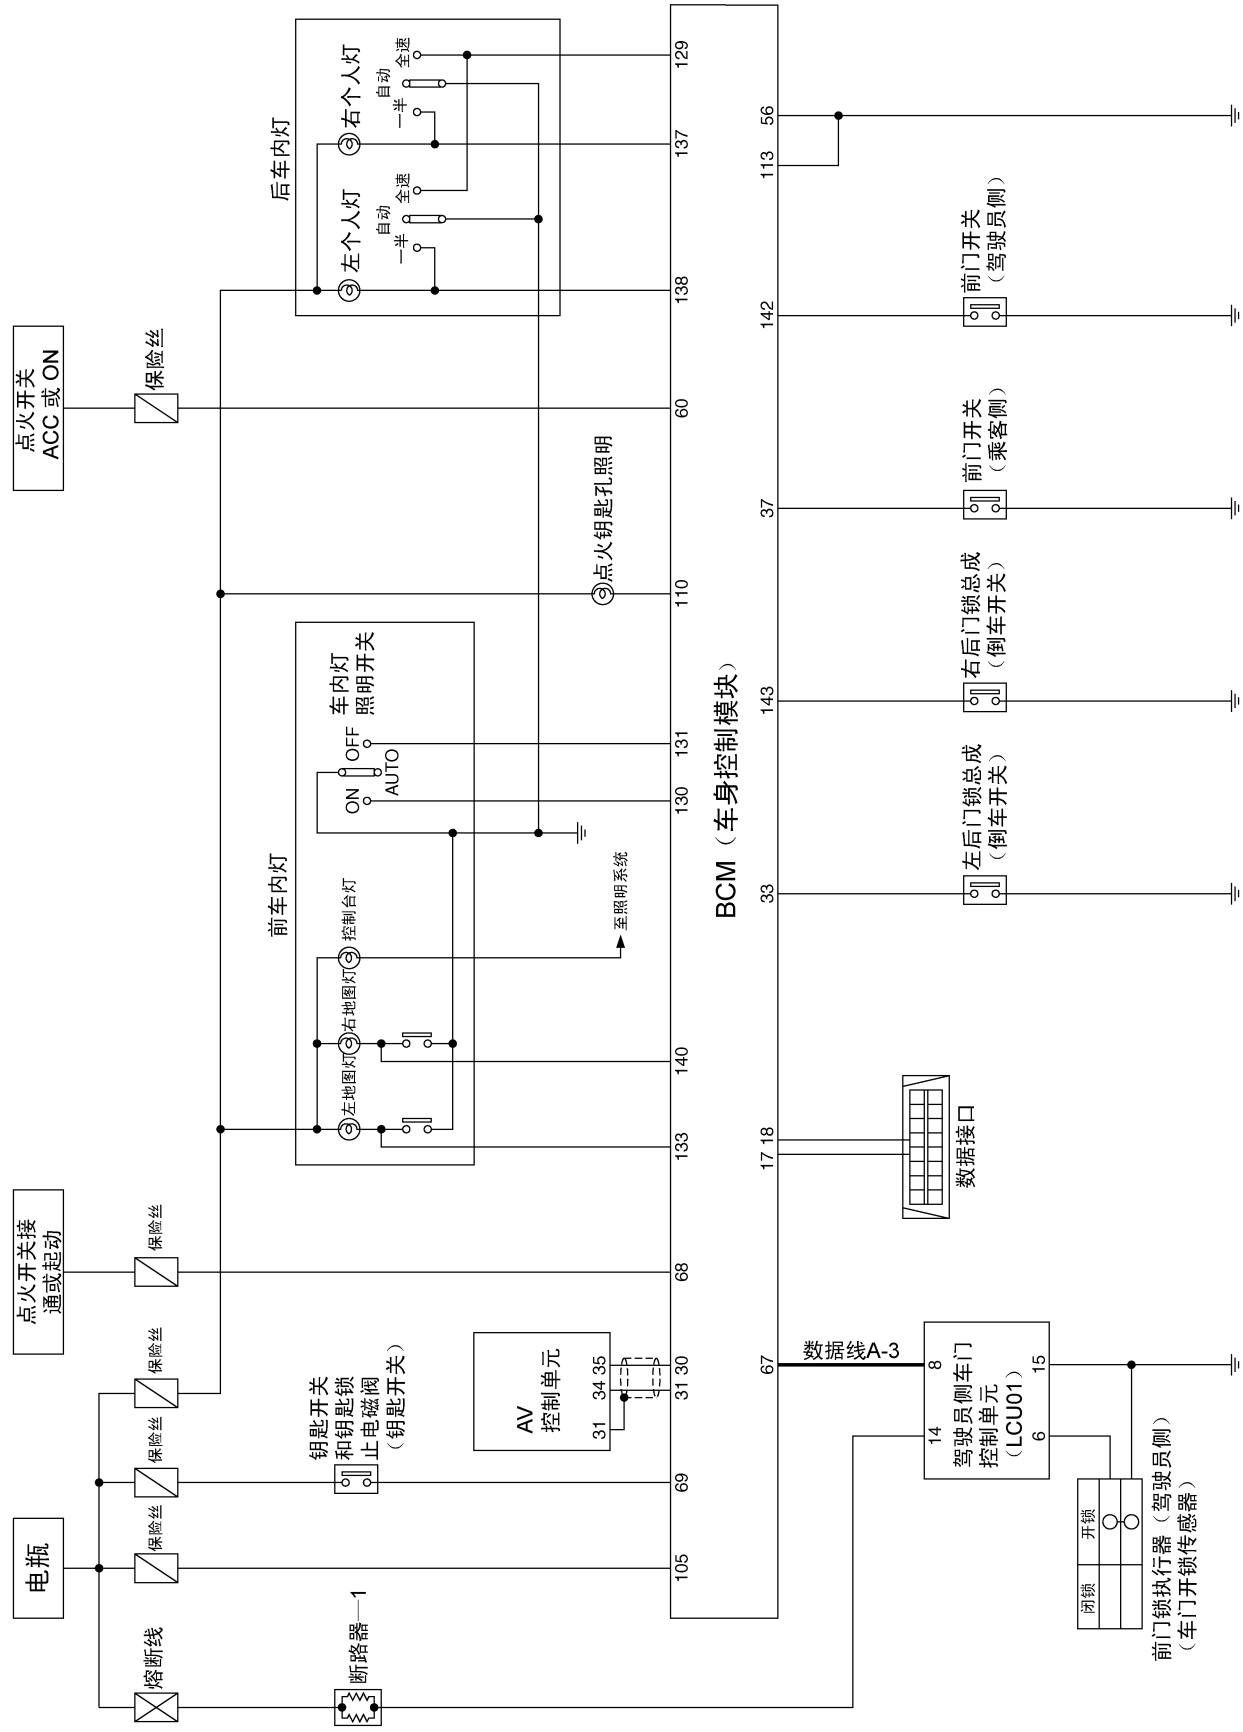 电瓶
点火开关接
通或起动
点火开关
ACC 或 ON
熔断线
保险丝
保险丝
保险丝
保险丝
保险丝
断路器—1
钥匙开关
和钥匙锁
止电磁阀
（钥匙开关）
前车内灯
左地图灯
右地图灯
控制台灯
ON
OFF
AUTO
车内灯
照明开关
至照明系统
点火钥匙孔照明
后车内灯
左个人灯
一半
自动
全速
右个人灯
一半
自动
全速
AV
控制单元
31
34
35
105
69
31
30
68
133
140
130
131
110
60
138
137
129
BCM（车身控制模块）
67
17
18
33
143
37
142
113
56
数据线A-3
14
8
驾驶员侧车门
控制单元
（LCU01）
6
15
闭锁
开锁
前门锁执行器（驾驶员侧）
（车门开锁传感器）
数据接口
左后门锁总成
（倒车开关）
右后门锁总成
（倒车开关）
前门开关
（乘客侧）
前门开关
（驾驶员侧）